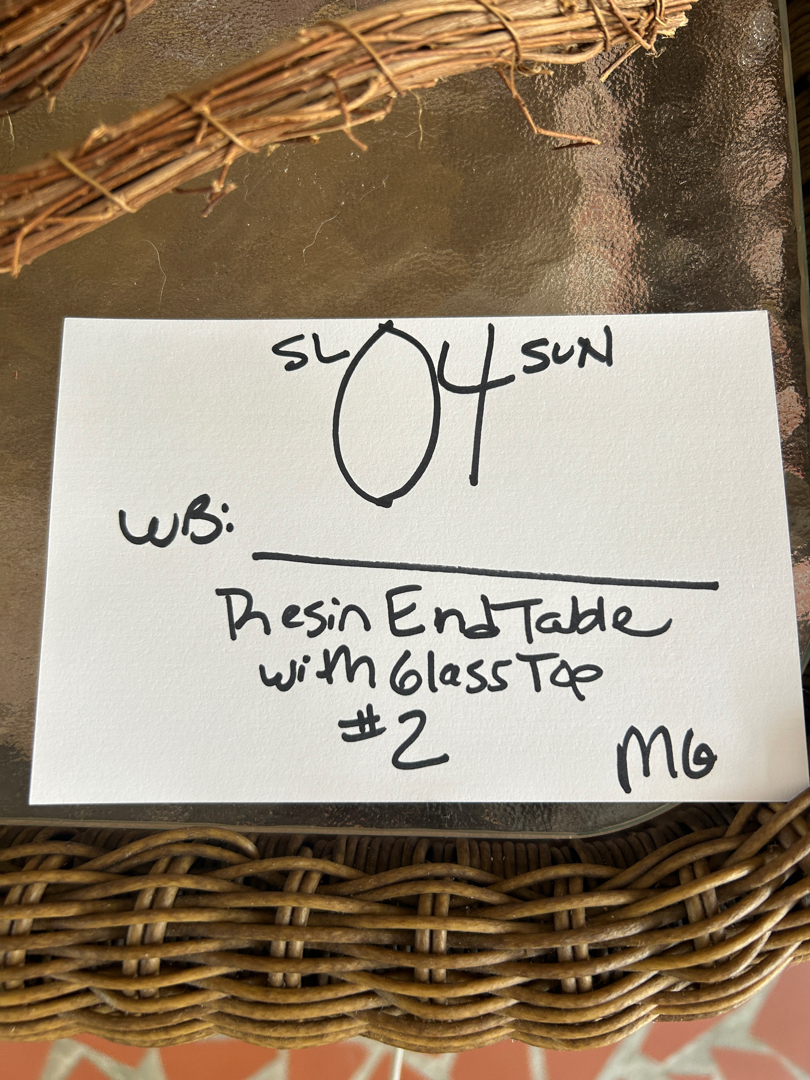 SL 04 SUN
WB:
Resin End Table
with Glass Top
#2
MG